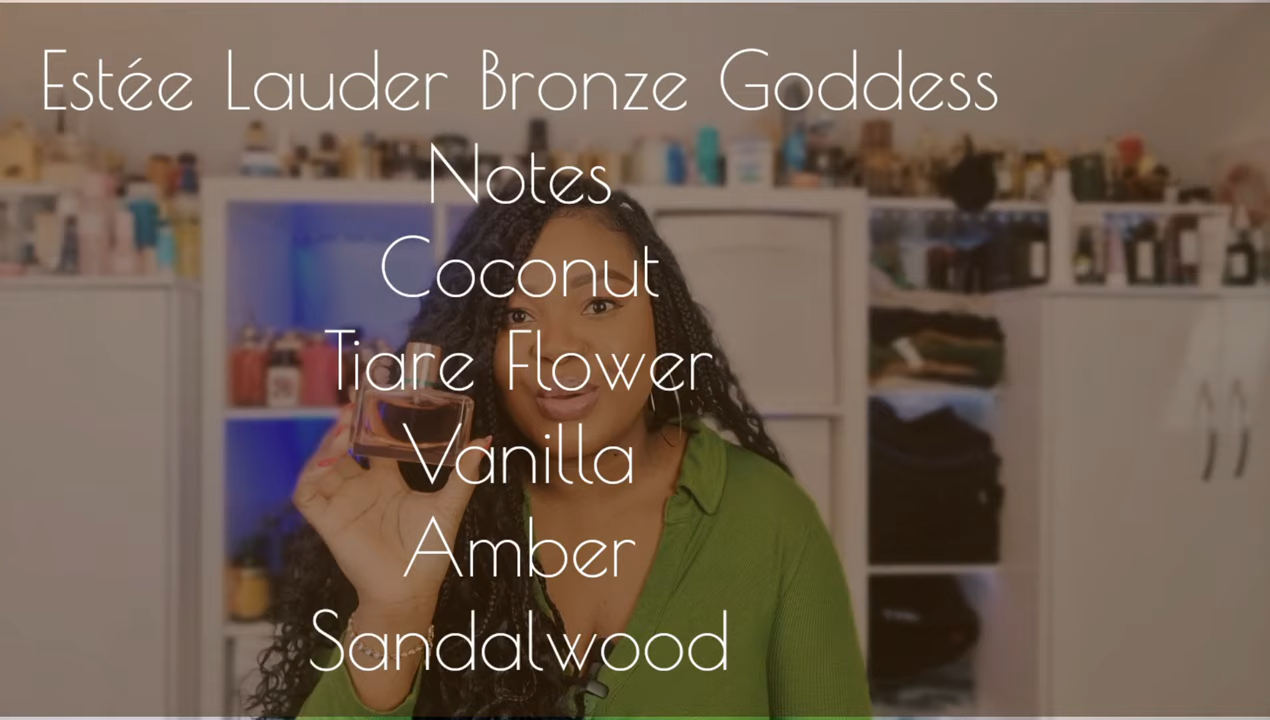 Estée Lauder Bronze Goddess
Notes
Coconut
Tiare Flower
Vanilla
Amber
Sandalwood